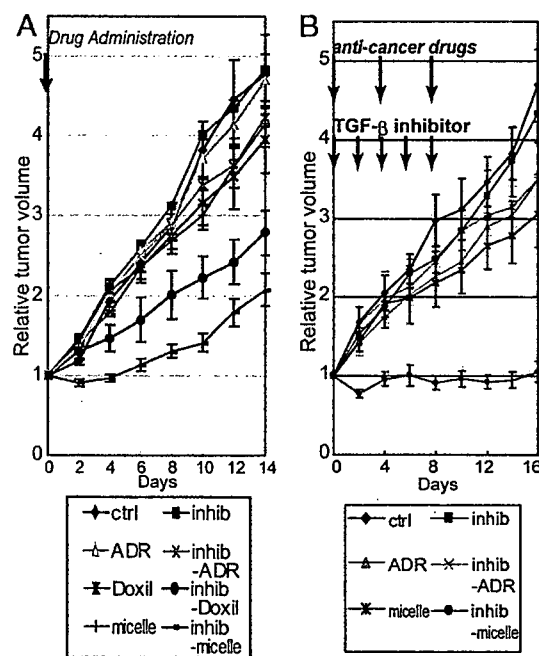 A
B
Drug Administration
anti-cancer drugs
TGF-β inhibitor
Relative tumor volume
5
4
3
2
1
0
0 2 4 6 8 10 12 14
Days
Relative tumor volume
5
4
3
2
1
0
0 4 8 12 16
Days
ctrl
inhib
ADR
inhib
-ADR
Doxil
inhib
-Doxil
micelle
inhib
-micelle
ctrl
inhib
ADR
inhib
-ADR
micelle
inhib
-micelle